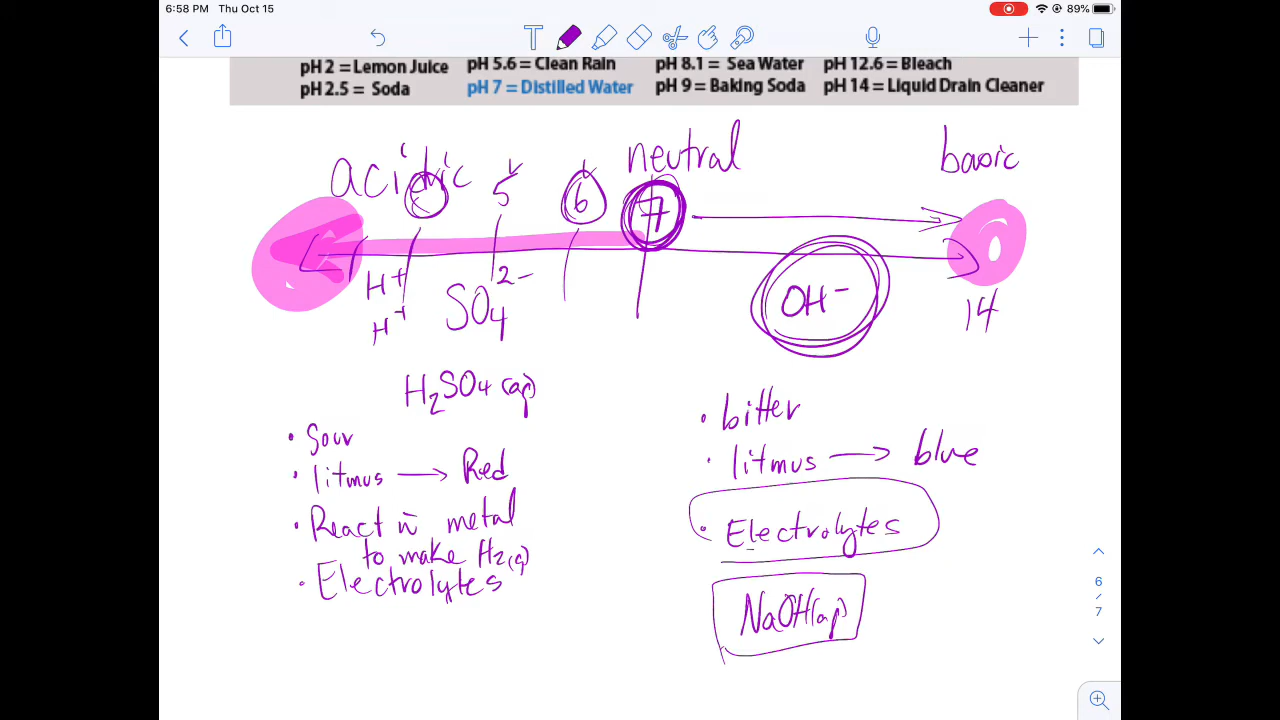 6:58 PM Thu Oct 15
89%
T
pH 2 = Lemon Juice pH 5.6 = Clean Rain pH 8.1 = Sea Water pH 12.6 = Bleach
pH 2.5 = Soda pH 7 = Distilled Water pH 9 = Baking Soda pH 14 = Liquid Drain Cleaner
neutral basic
5 6 7
H+ SO4 2- OH-
H+ 14
H2SO4 (aq)
• Sour
• litmus → Red
• React w metal
to make H2(g)
• Electrolytes
• bitter
• litmus → blue
• Electrolytes
NaOH(aq)
6
/
7